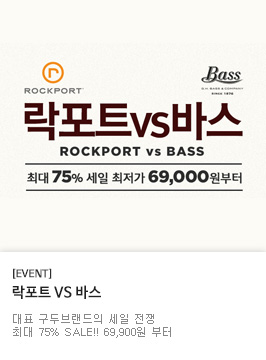 ROCKPORT
Bass
G.H. BASS & COMPANY
SINCE 1876
락포트VS바스
ROCKPORT vs BASS
최대 75% 세일 최저가 69,000원부터
[EVENT]
락포트 VS 바스
대표 구두브랜드의 세일 전쟁
최대 75% SALE!! 69,900원 부터